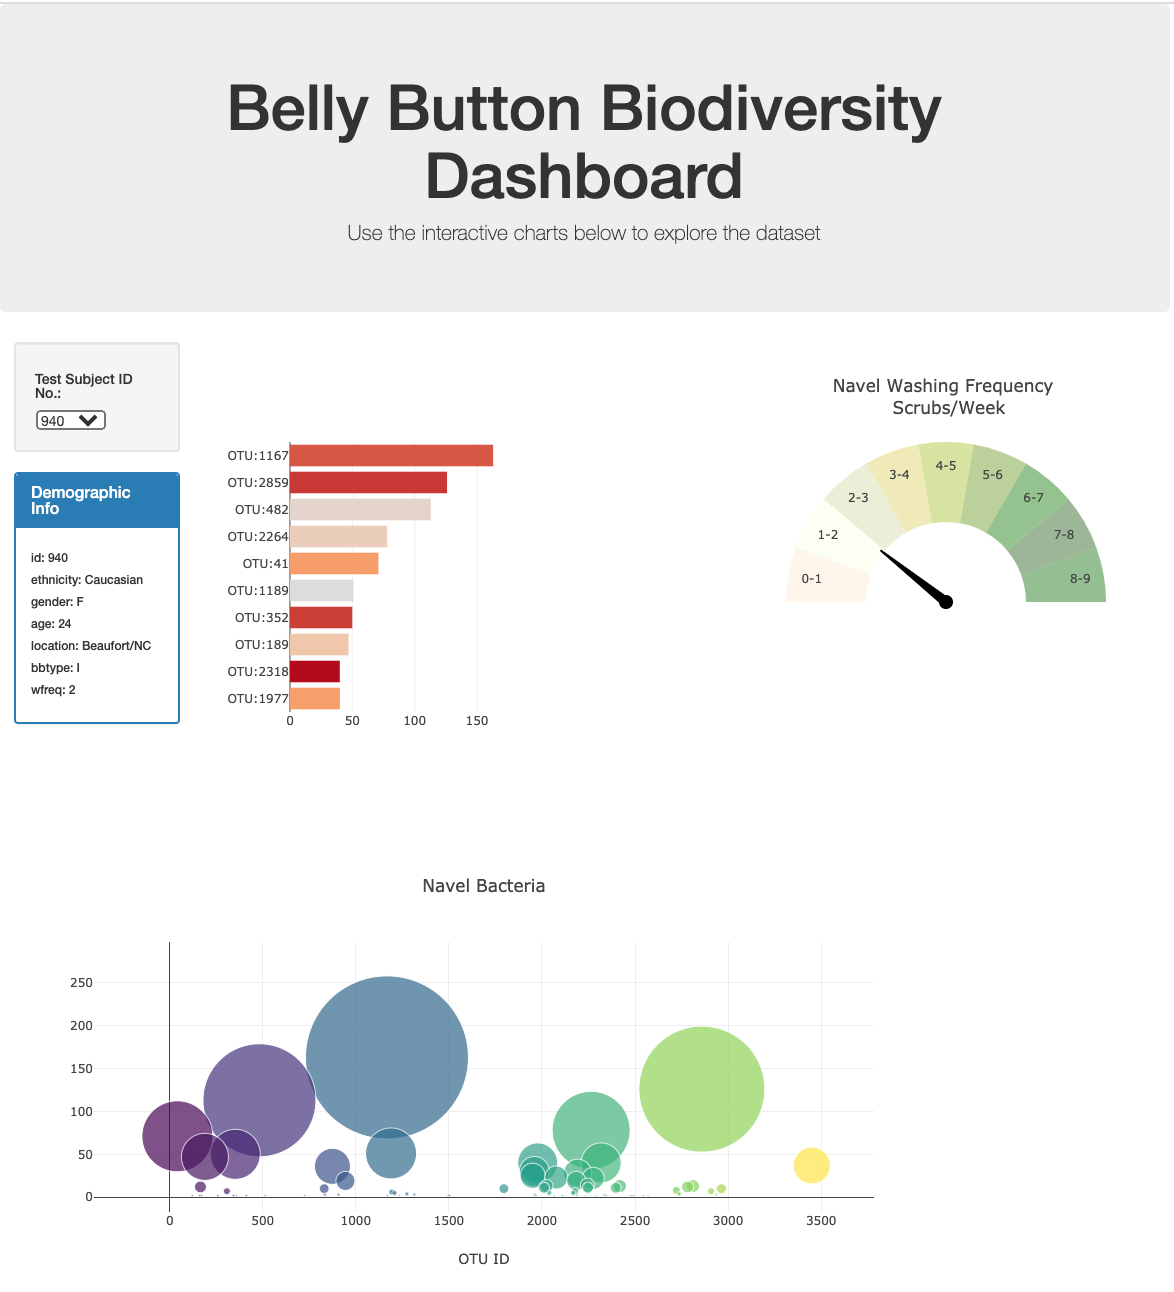 Belly Button Biodiversity
Dashboard
Use the interactive charts below to explore the dataset
Test Subject ID
No.:
940
Demographic
Info
id: 940
ethnicity: Caucasian
gender: F
age: 24
location: Beaufort/NC
bbtype: I
wfreq: 2
OTU:1167
OTU:2859
OTU:482
OTU:2264
OTU:41
OTU:1189
OTU:352
OTU:189
OTU:2318
OTU:1977
0 50 100 150
Navel Washing Frequency
Scrubs/Week
0-1
1-2
2-3
3-4
4-5
5-6
6-7
7-8
8-9
Navel Bacteria
250
200
150
100
50
0
0 500 1000 1500 2000 2500 3000 3500
OTU ID